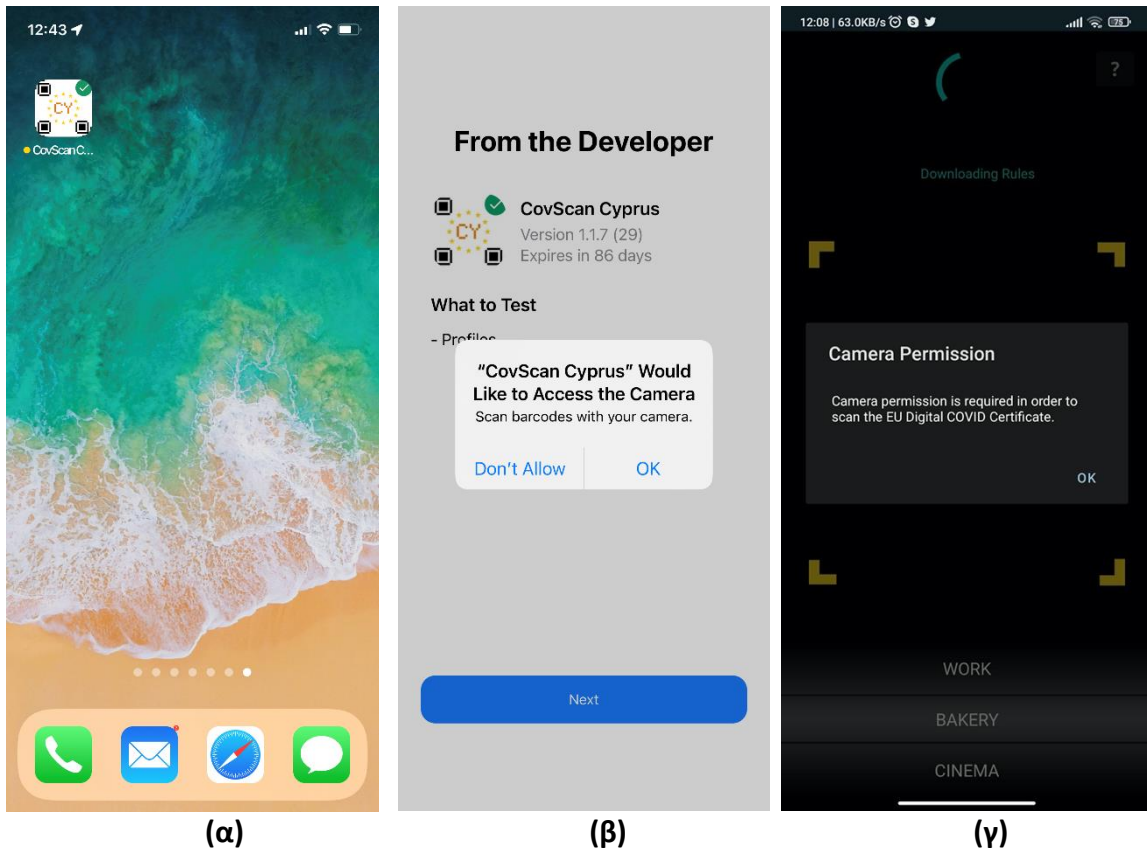 12:43
CY
CovScan C...
(α)
From the Developer
CY
CovScan Cyprus
Version 1.1.7 (29)
Expires in 86 days
What to Test
- Profiles
"CovScan Cyprus" Would
Like to Access the Camera
Scan barcodes with your camera.
Don't Allow
OK
Next
(β)
12:08 | 63.0KB/s
75
?
Downloading Rules
Camera Permission
Camera permission is required in order to
scan the EU Digital COVID Certificate.
OK
WORK
BAKERY
CINEMA
(γ)